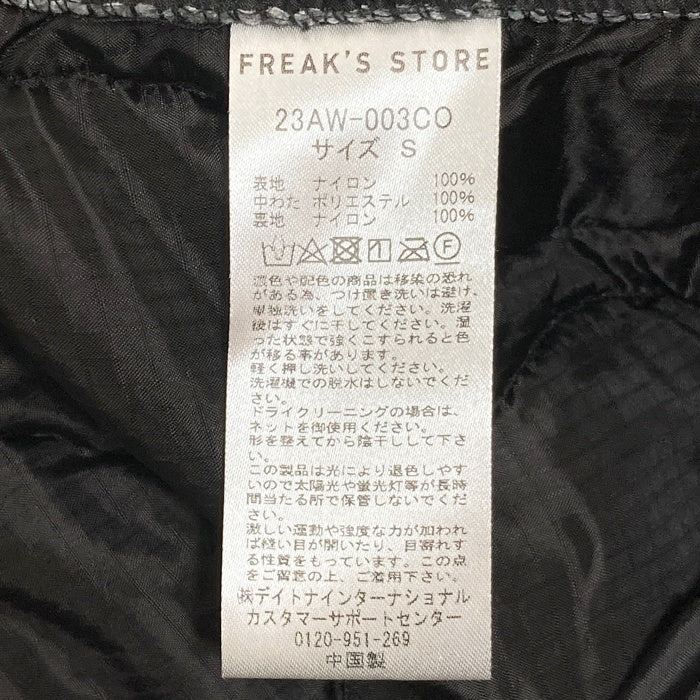 FREAK'S STORE
23AW-003CO
サイズ S
表地 ナイロン 100%
中わた ポリエステル 100%
裏地 ナイロン 100%
F
濃色や配色の商品は移染の恐れ
がある為、つけ置き洗いは避け、
単独洗いをしてください。洗濯
後はすぐに干してください。湿
った状態で強くこすられると色
が移る事があります。
軽く押し洗いしてください。
洗濯機での脱水はしないでくだ
さい。
ドライクリーニングの場合は、
ネットを御使用ください。
形を整えてから陰干しして下さ
い。
この製品は光により退色しやす
いので太陽光や蛍光灯等が長時
間当たる所で保管しないでくだ
さい。
激しい運動や強度な力が加われ
ば縫い目が開いたり、目寄れす
る性質をもっています。この点
をご留意の上、ご着用下さい。
㈱デイトナインターナショナル
カスタマーサポートセンター
0120-951-269
中国製